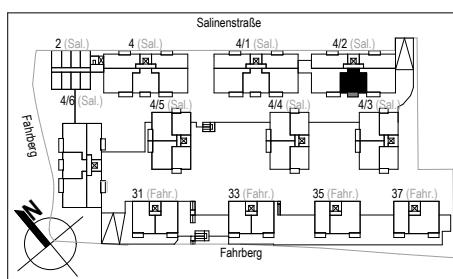 Salinenstraße
2 (Sal.) 4 (Sal.) 4/1 (Sal.) 4/2 (Sal.)
4/6 (Sal.) 4/5 (Sal.) 4/4 (Sal.) 4/3 (Sal.)
Fahrberg
31 (Fahr.) 33 (Fahr.) 35 (Fahr.) 37 (Fahr.)
N
Fahrberg